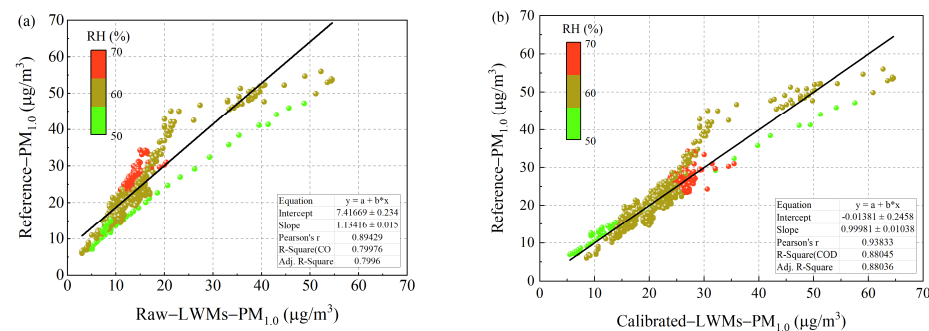 (a)
RH (%)
70
60
50
Reference–PM1.0 (μg/m3)
70
60
50
40
30
20
10
0
0 10 20 30 40 50 60 70
Raw–LWMs–PM1.0 (μg/m3)
Equation y = a + b*x
Intercept 7.41669 ± 0.234
Slope 1.13416 ± 0.015
Pearson's r 0.89429
R-Square(CO 0.79976
Adj. R-Square 0.7996
(b)
RH (%)
70
60
50
Reference–PM1.0 (μg/m3)
70
60
50
40
30
20
10
0
0 10 20 30 40 50 60 70
Calibrated–LWMs–PM1.0 (μg/m3)
Equation y = a + b*x
Intercept -0.01381 ± 0.2458
Slope 0.99981 ± 0.01038
Pearson's r 0.93833
R-Square(COD 0.88045
Adj. R-Square 0.88036